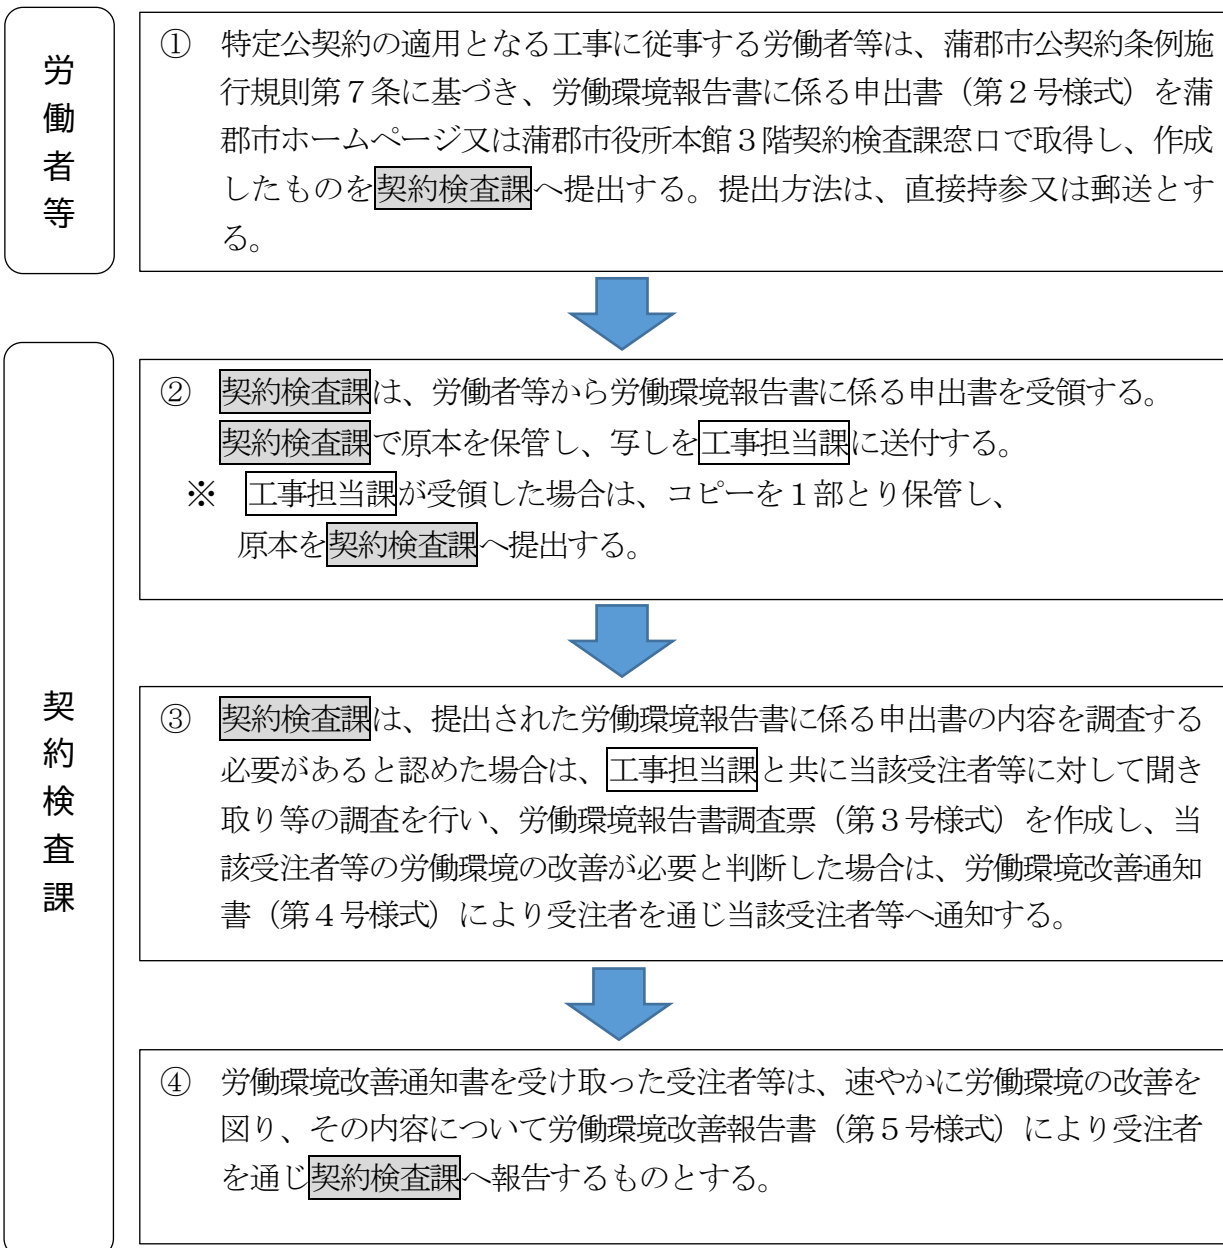 労働者等
① 特定公契約の適用となる工事に従事する労働者等は、蒲郡市公契約条例施
行規則第７条に基づき、労働環境報告書に係る申出書（第２号様式）を蒲
郡市ホームページ又は蒲郡市役所本館３階契約検査課窓口で取得し、作成
したものを契約検査課へ提出する。提出方法は、直接持参又は郵送とす
る。
契約検査課
② 契約検査課は、労働者等から労働環境報告書に係る申出書を受領する。
契約検査課で原本を保管し、写しを工事担当課に送付する。
※ 工事担当課が受領した場合は、コピーを１部とり保管し、
原本を契約検査課へ提出する。
③ 契約検査課は、提出された労働環境報告書に係る申出書の内容を調査する
必要があると認めた場合は、工事担当課と共に当該受注者等に対して聞き
取り等の調査を行い、労働環境報告書調査票（第３号様式）を作成し、当
該受注者等の労働環境の改善が必要と判断した場合は、労働環境改善通知
書（第４号様式）により受注者を通じ当該受注者等へ通知する。
④ 労働環境改善通知書を受け取った受注者等は、速やかに労働環境の改善を
図り、その内容について労働環境改善報告書（第５号様式）により受注者
を通じ契約検査課へ報告するものとする。